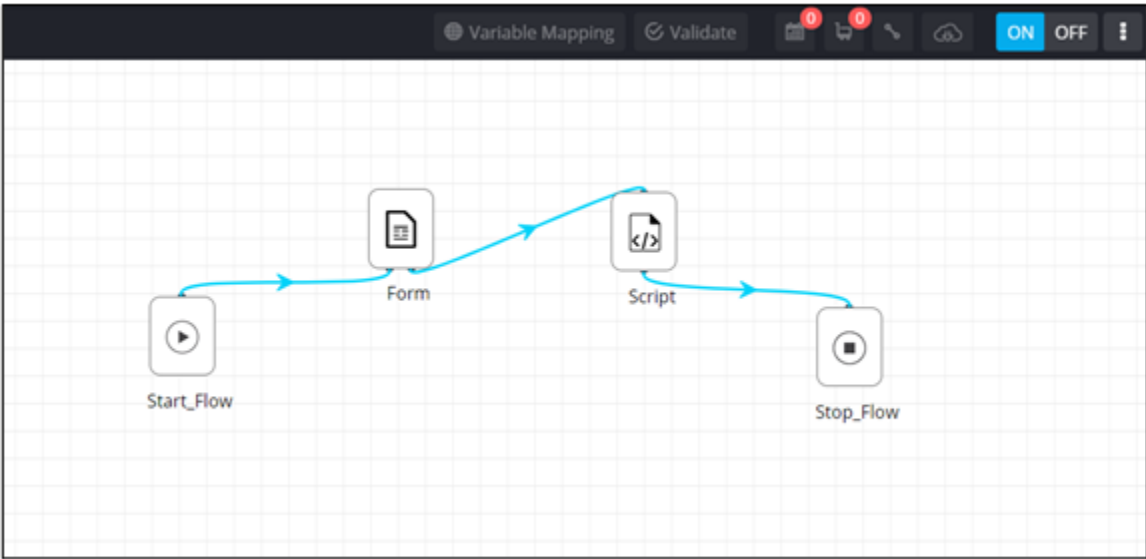 Variable Mapping
Validate
0
0
ON
OFF
Form
Script
Start_Flow
Stop_Flow